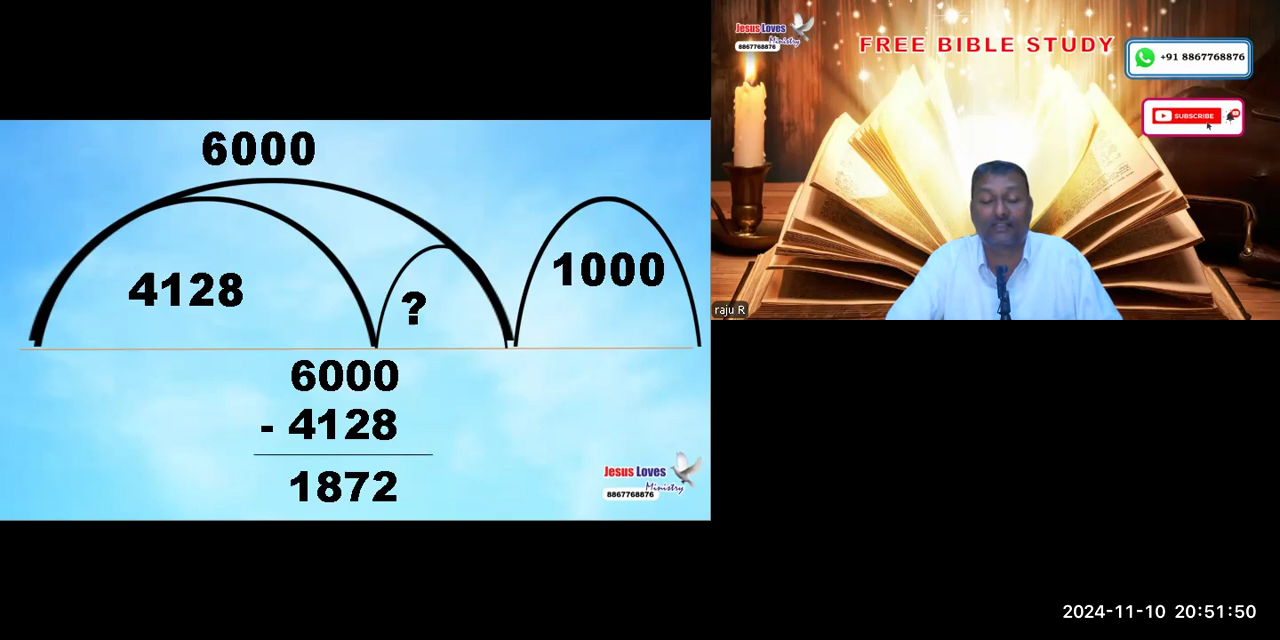 6000
4128
?
1000
6000
- 4128
1872
Jesus Loves
Ministry
8867768876
Jesus Loves
Ministry
8867768876
FREE BIBLE STUDY
+91 8867768876
SUBSCRIBE
raju R
2024-11-10 20:51:50